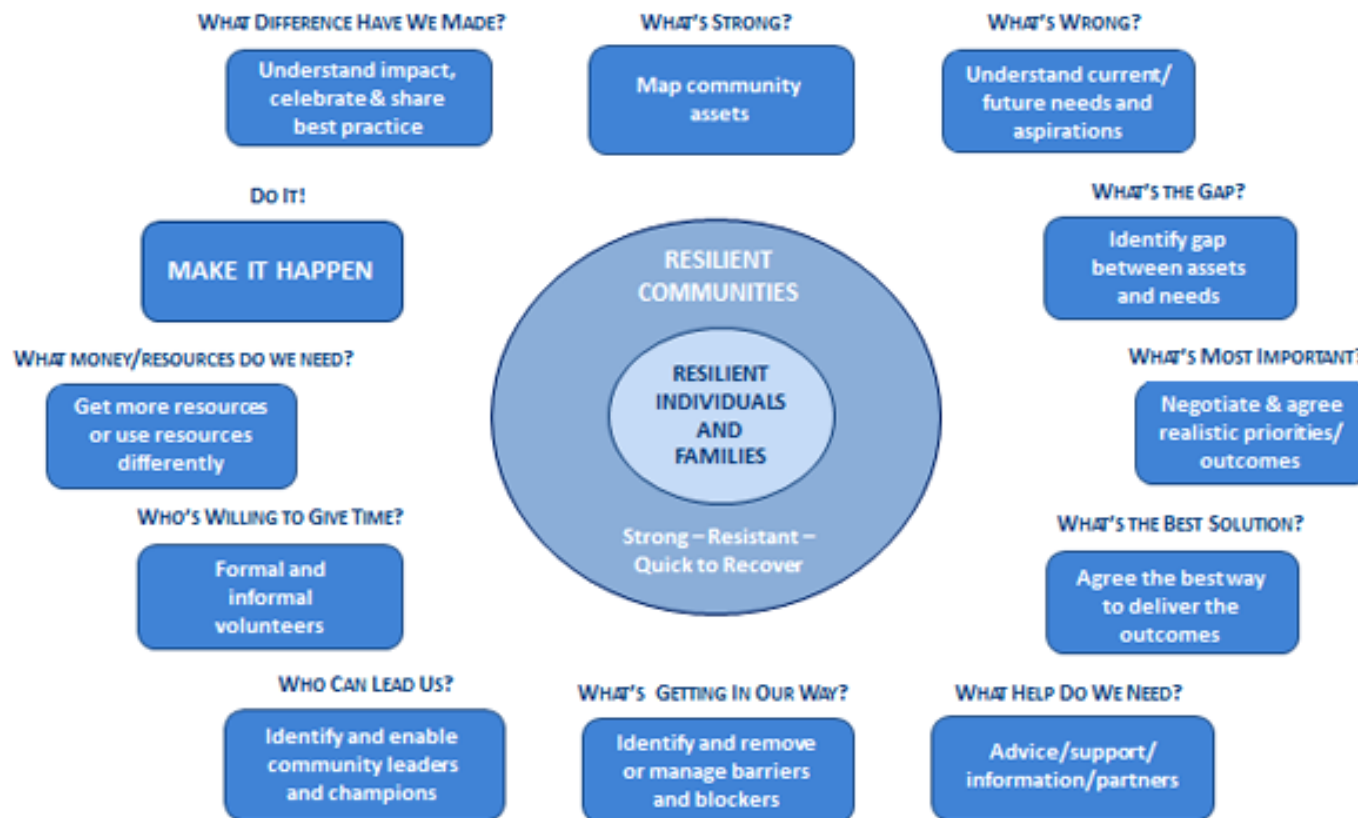 WHAT DIFFERENCE HAVE WE MADE?
Understand impact,
celebrate & share
best practice
WHAT'S STRONG?
Map community
assets
WHAT'S WRONG?
Understand current/
future needs and
aspirations
WHAT'S THE GAP?
Identify gap
between assets
and needs
WHAT'S MOST IMPORTANT?
Negotiate & agree
realistic priorities/
outcomes
WHAT'S THE BEST SOLUTION?
Agree the best way
to deliver the
outcomes
WHAT HELP DO WE NEED?
Advice/support/
information/partners
WHAT'S GETTING IN OUR WAY?
Identify and remove
or manage barriers
and blockers
WHO CAN LEAD US?
Identify and enable
community leaders
and champions
WHO'S WILLING TO GIVE TIME?
Formal and
informal
volunteers
WHAT MONEY/RESOURCES DO WE NEED?
Get more resources
or use resources
differently
DO IT!
MAKE IT HAPPEN
RESILIENT
COMMUNITIES
RESILIENT
INDIVIDUALS
AND
FAMILIES
Strong – Resistant –
Quick to Recover